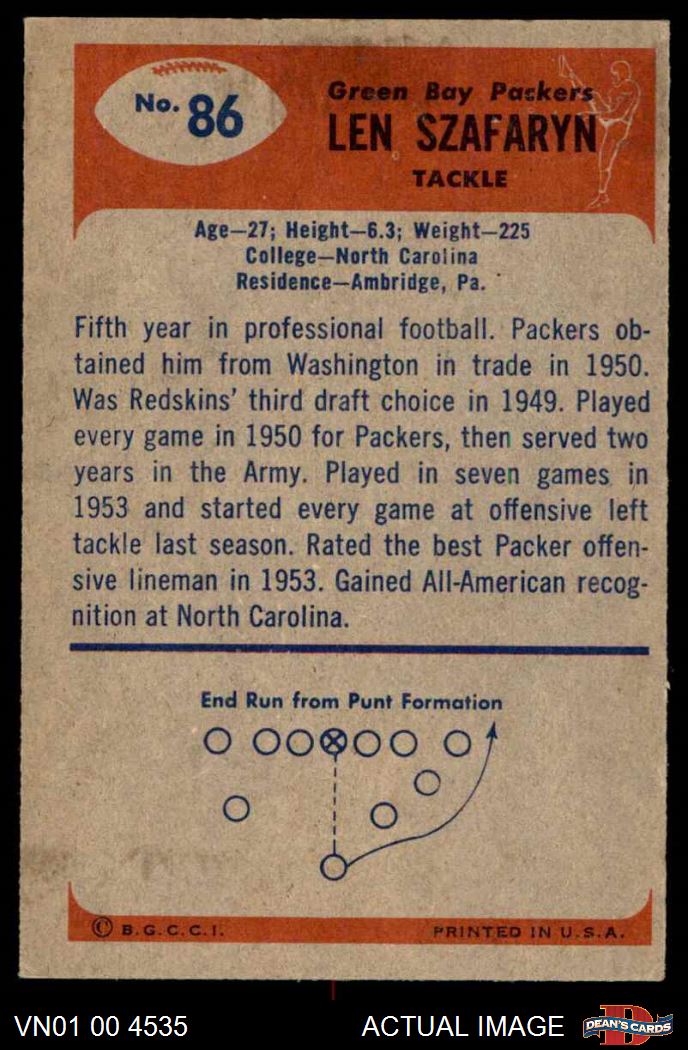 No. 86
Green Bay Packers
LEN SZAFARYN
TACKLE
Age—27; Height—6.3; Weight—225
College—North Carolina
Residence—Ambridge, Pa.
Fifth year in professional football. Packers ob-
tained him from Washington in trade in 1950.
Was Redskins' third draft choice in 1949. Played
every game in 1950 for Packers, then served two
years in the Army. Played in seven games in
1953 and started every game at offensive left
tackle last season. Rated the best Packer offen-
sive lineman in 1953. Gained All-American recog-
nition at North Carolina.
End Run from Punt Formation
© B.G.C.C.I. PRINTED IN U.S.A.
VN01 00 4535 ACTUAL IMAGE D DEAN'S CARDS